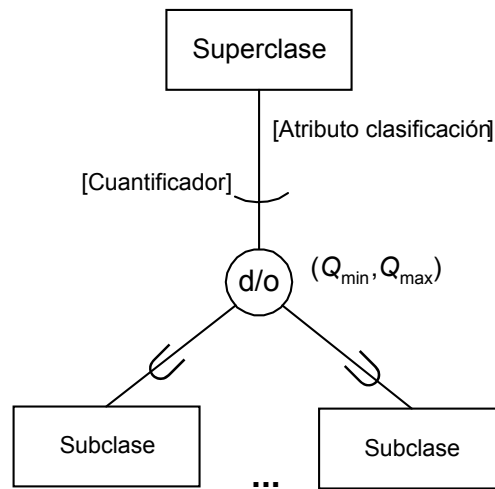 Superclase
[Atributo clasificación]
[Cuantificador]
d/o
(Qmin,Qmax)
Subclase
...
Subclase